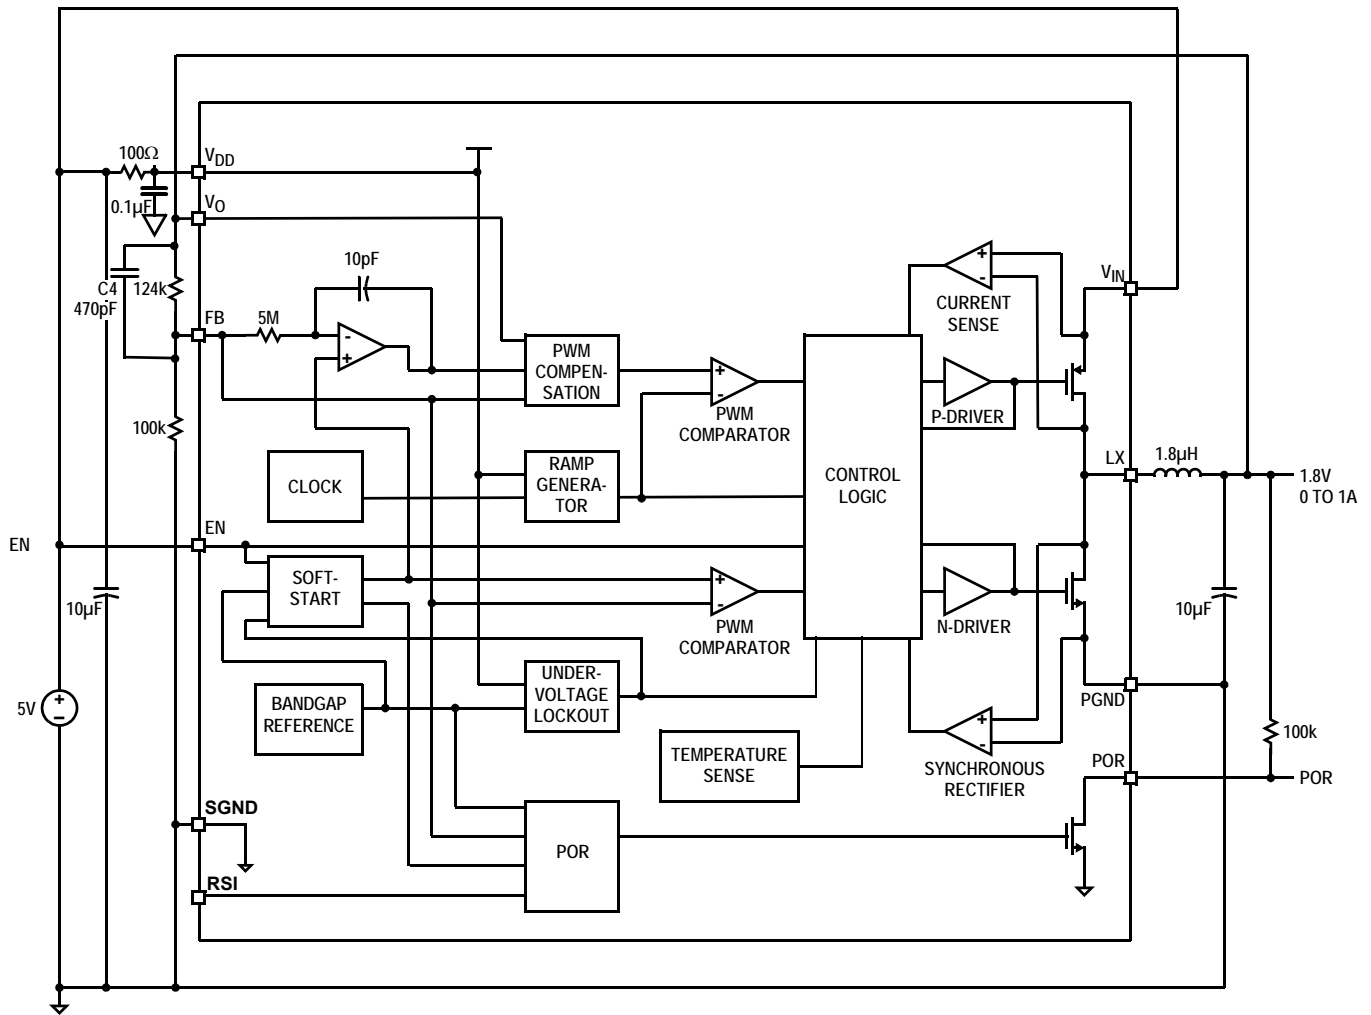 100Ω
VDD
0.1µF
VO
10pF
C4
470pF
124k
FB
5M
-
+
PWM
COMPEN-
SATION
+
-
PWM
COMPARATOR
+
-
CURRENT
SENSE
VIN
P-DRIVER
100k
CLOCK
RAMP
GENERA-
TOR
CONTROL
LOGIC
LX
1.8µH
1.8V
0 TO 1A
EN
EN
SOFT-
START
+
-
PWM
COMPARATOR
N-DRIVER
10µF
10µF
5V
+
–
BANDGAP
REFERENCE
UNDER-
VOLTAGE
LOCKOUT
PGND
TEMPERATURE
SENSE
+
-
SYNCHRONOUS
RECTIFIER
100k
POR
POR
SGND
POR
RSI